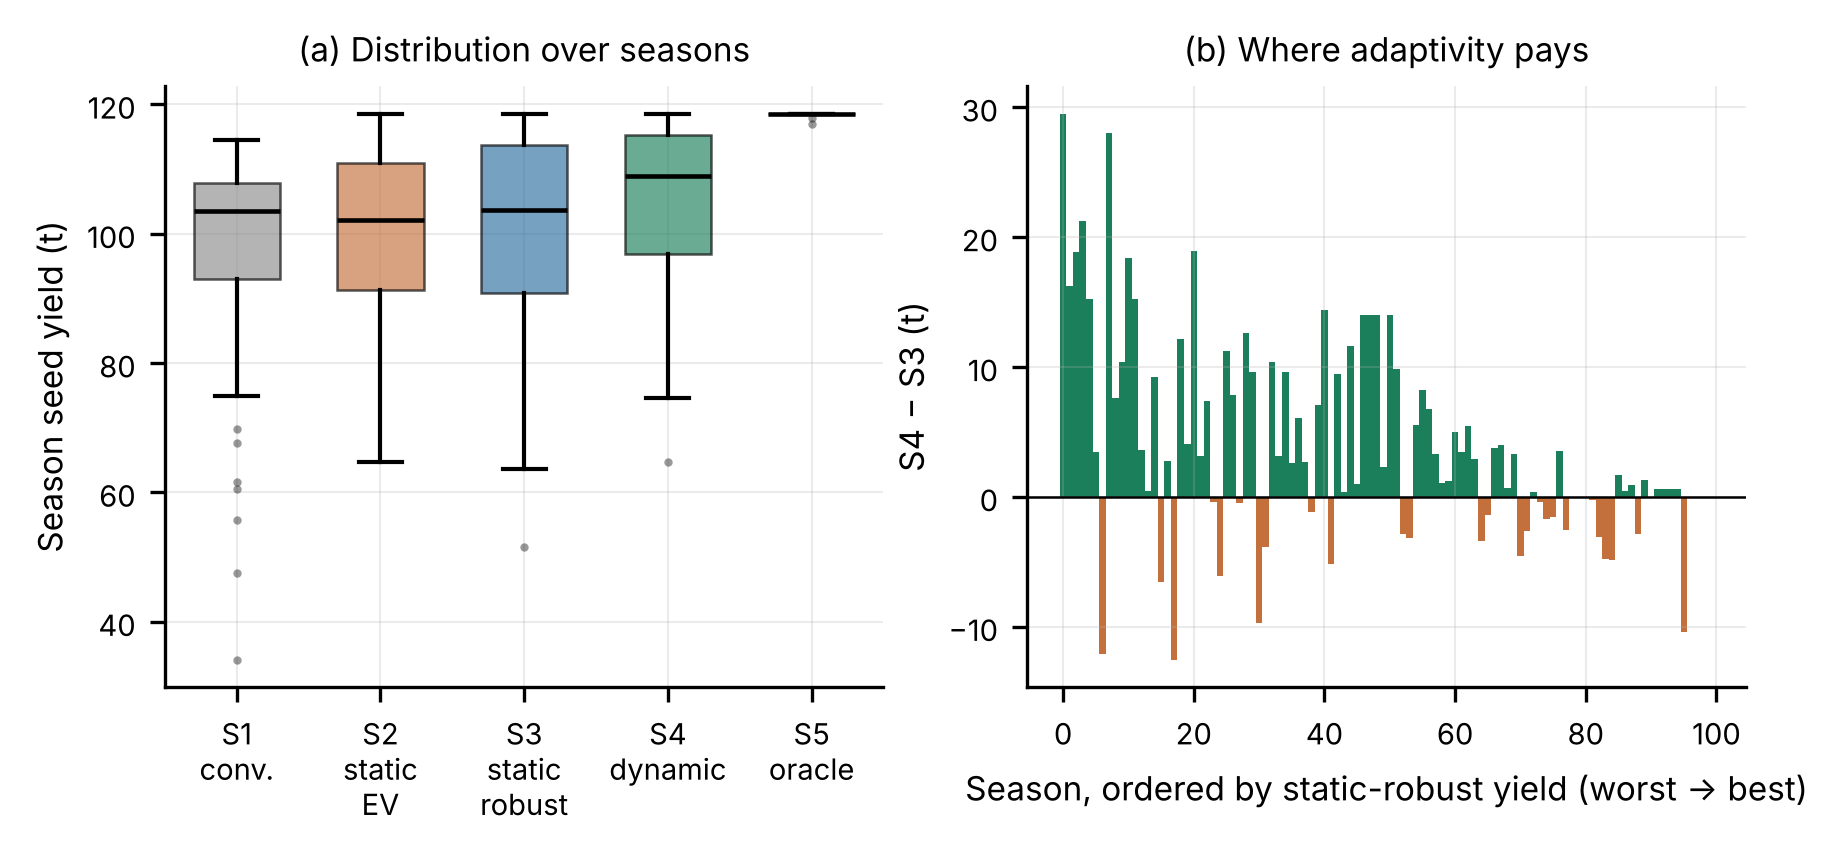 (a) Distribution over seasons
Season seed yield (t)
120
100
80
60
40
S1
conv.
S2
static
EV
S3
static
robust
S4
dynamic
S5
oracle
(b) Where adaptivity pays
S4 − S3 (t)
30
20
10
0
−10
0
20
40
60
80
100
Season, ordered by static-robust yield (worst → best)